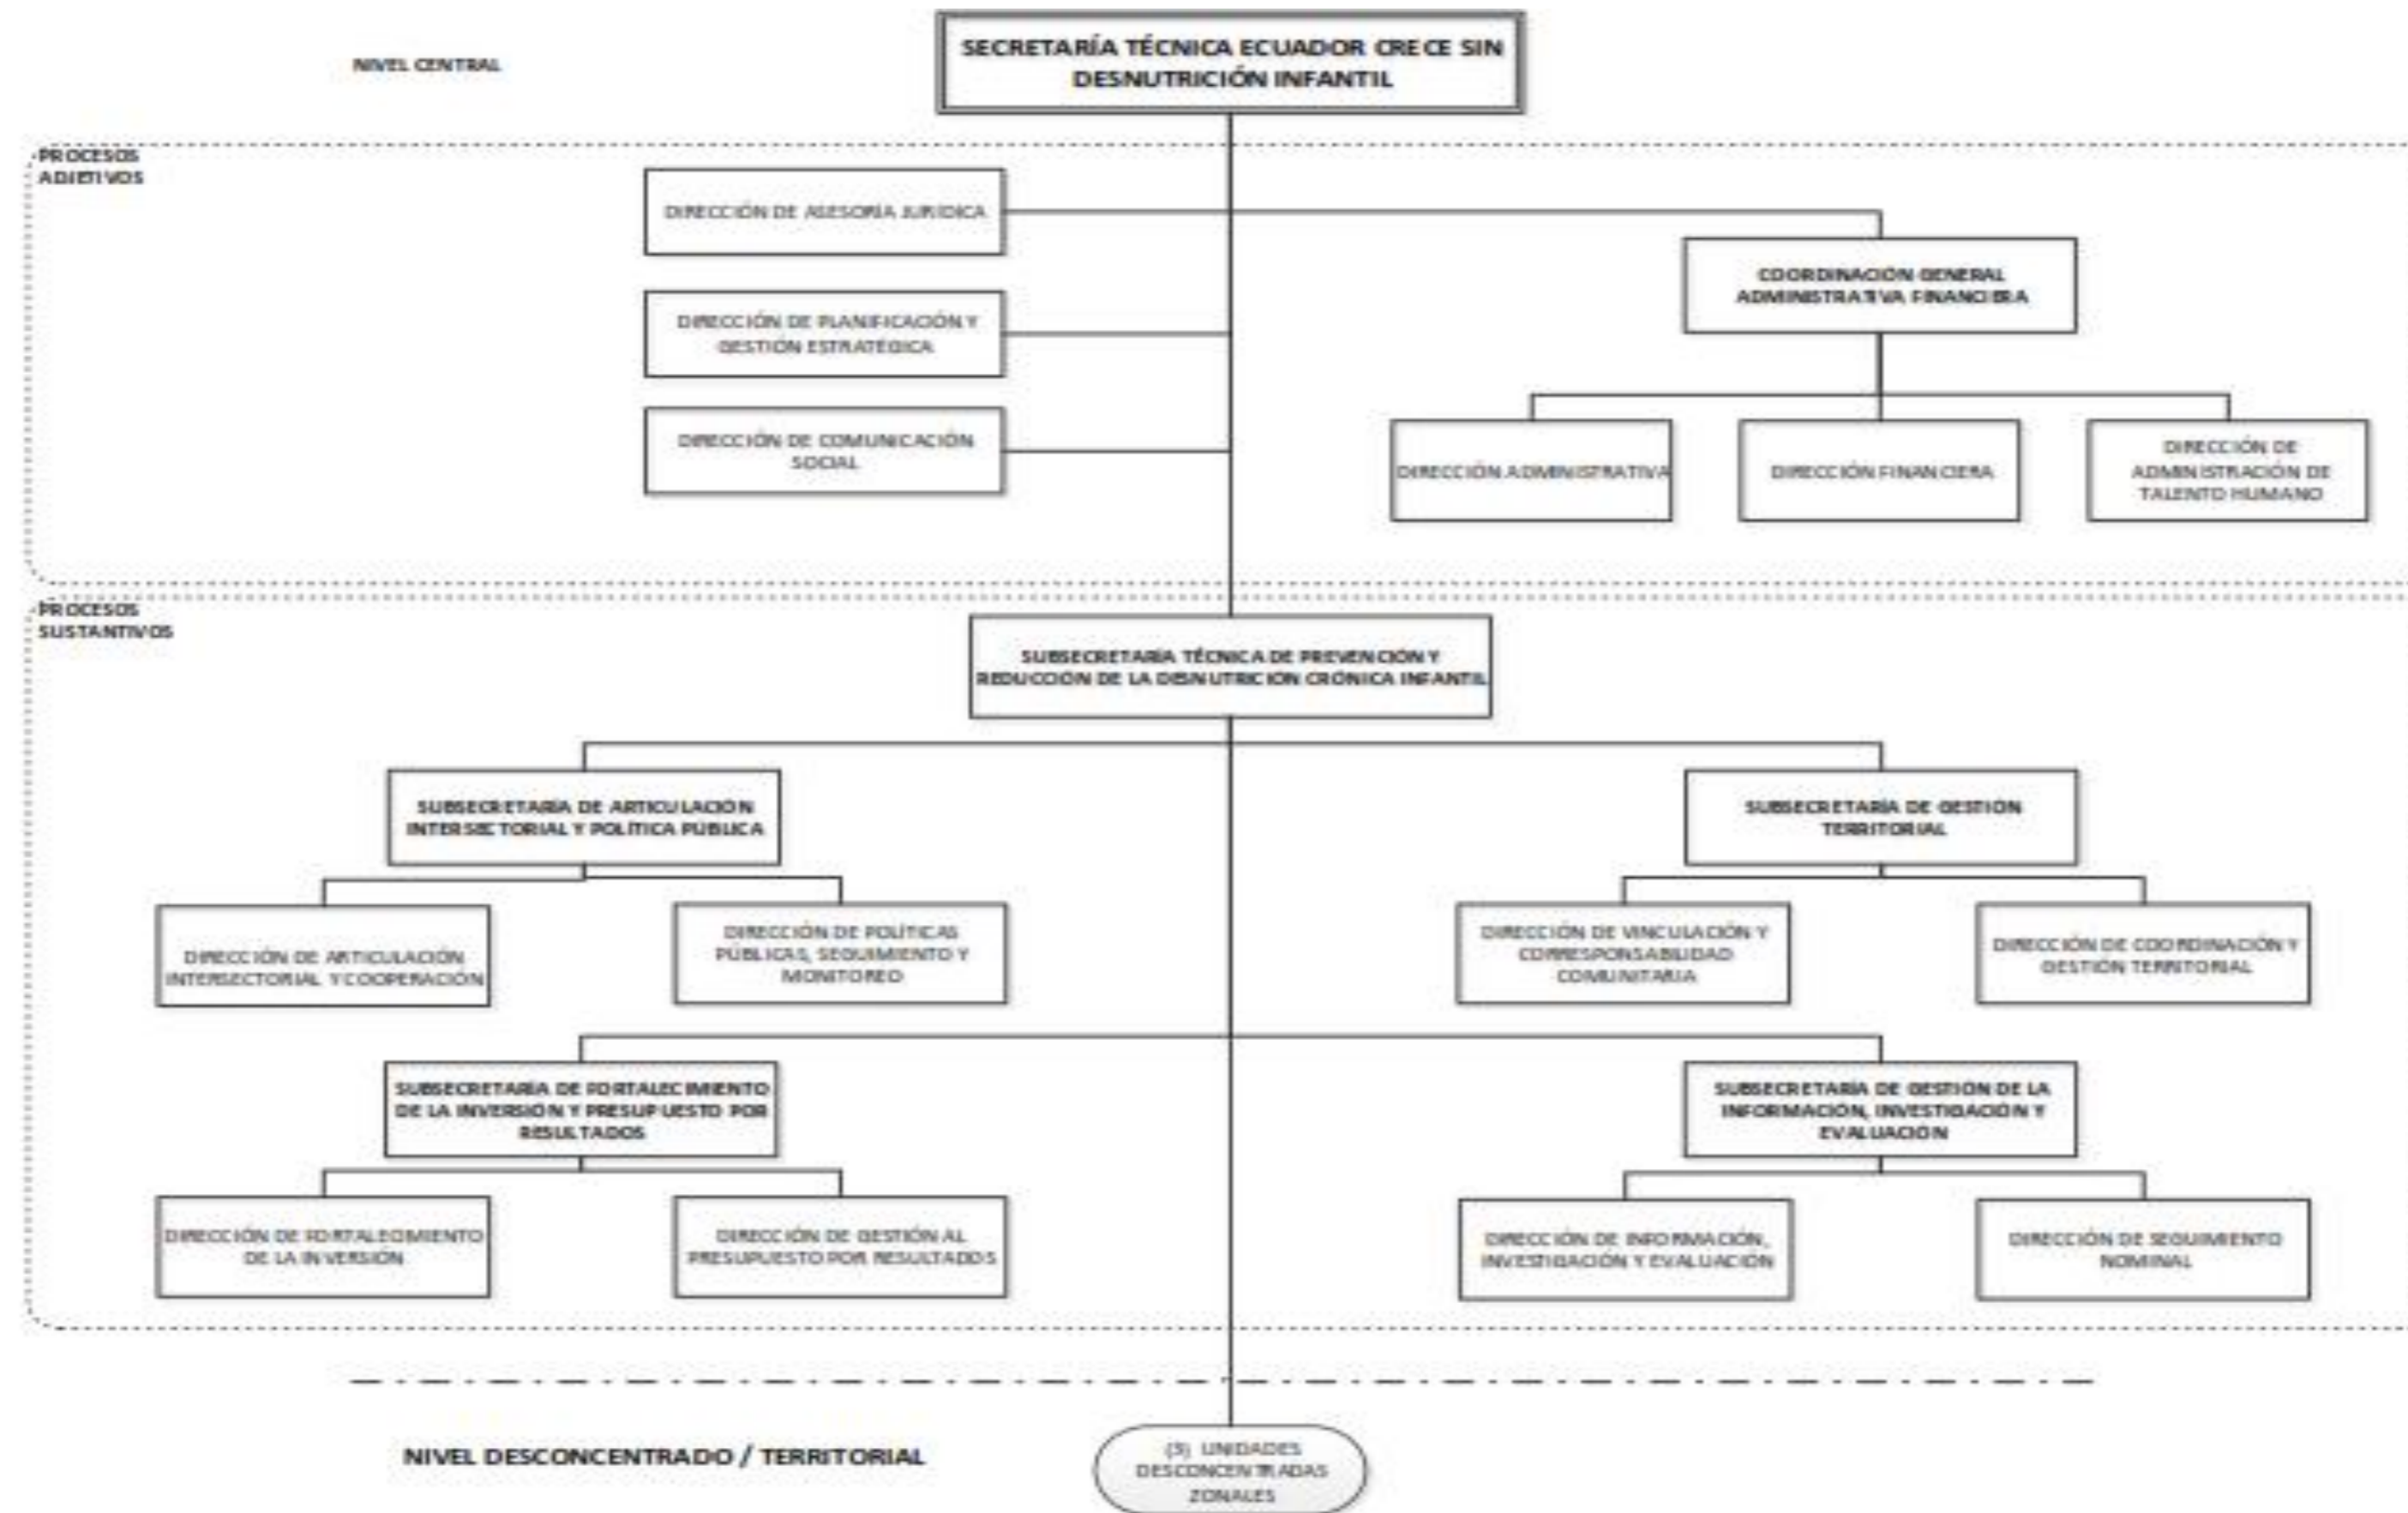 NIVEL CENTRAL
SECRETARÍA TÉCNICA ECUADOR CRECE SIN
DESNUTRICIÓN INFANTIL
PROCESOS
ADJETIVOS
DIRECCIÓN DE ASESORÍA JURÍDICA
COORDINACIÓN GENERAL
ADMINISTRATIVA FINANCIERA
DIRECCIÓN DE PLANIFICACIÓN Y
GESTIÓN ESTRATÉGICA
DIRECCIÓN DE COMUNICACIÓN
SOCIAL
DIRECCIÓN ADMINISTRATIVA
DIRECCIÓN FINANCIERA
DIRECCIÓN DE
ADMINISTRACIÓN DE
TALENTO HUMANO
PROCESOS
SUSTANTIVOS
SUBSECRETARÍA TÉCNICA DE PREVENCIÓN Y
REDUCCIÓN DE LA DESNUTRICIÓN CRÓNICA INFANTIL
SUBSECRETARÍA DE ARTICULACIÓN
INTERSECTORIAL Y POLÍTICA PÚBLICA
SUBSECRETARÍA DE GESTIÓN
TERRITORIAL
DIRECCIÓN DE ARTICULACIÓN
INTERSECTORIAL Y COOPERACIÓN
DIRECCIÓN DE POLÍTICAS
PÚBLICAS, SEGUIMIENTO Y
MONITOREO
DIRECCIÓN DE VINCULACIÓN Y
CORRESPONSABILIDAD
COMUNITARIA
DIRECCIÓN DE COORDINACIÓN Y
GESTIÓN TERRITORIAL
SUBSECRETARÍA DE FORTALECIMIENTO
DE LA INVERSIÓN Y PRESUPUESTO POR
RESULTADOS
SUBSECRETARÍA DE GESTIÓN DE LA
INFORMACIÓN, INVESTIGACIÓN Y
EVALUACIÓN
DIRECCIÓN DE FORTALECIMIENTO
DE LA INVERSIÓN
DIRECCIÓN DE GESTIÓN AL
PRESUPUESTO POR RESULTADOS
DIRECCIÓN DE INFORMACIÓN,
INVESTIGACIÓN Y EVALUACIÓN
DIRECCIÓN DE SEGUIMIENTO
NOMINAL
NIVEL DESCONCENTRADO / TERRITORIAL
(3) UNIDADES
DESCONCENTRADAS
ZONALES